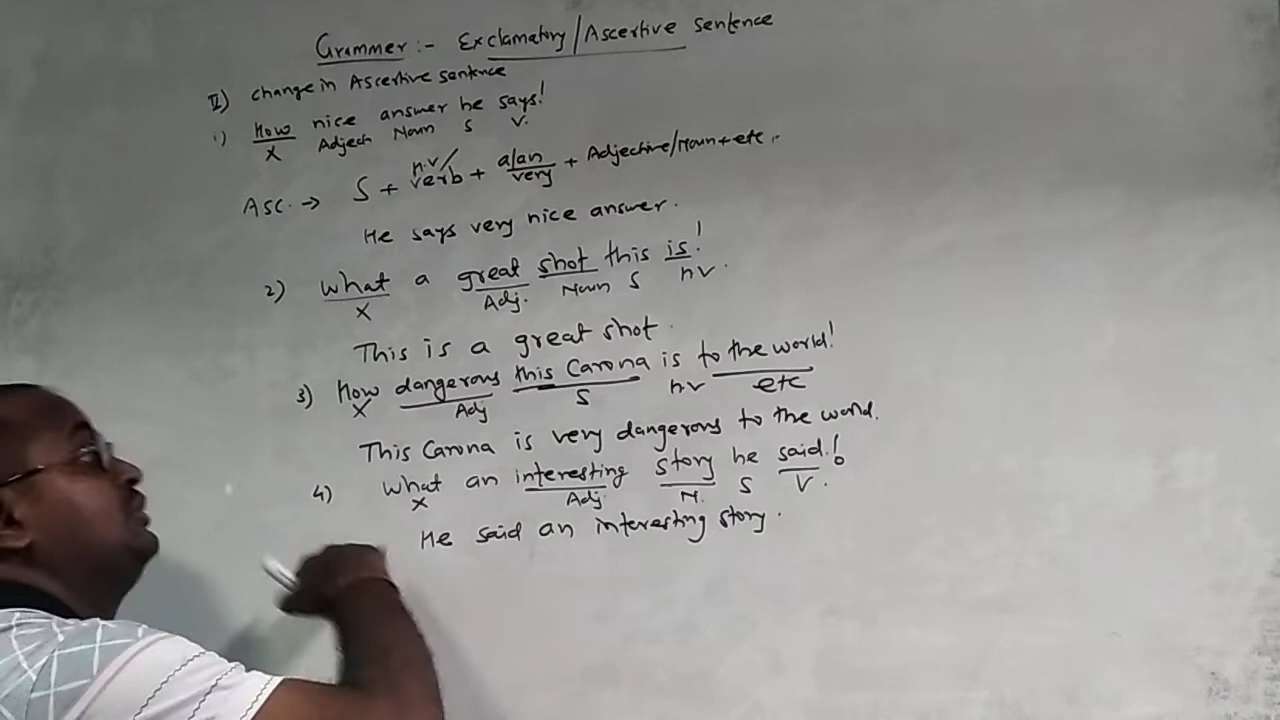 Grammer :- Exclamatory/Ascertive sentence
II) change in Ascertive sentence
1) How nice answer he says!
X Adject Noun S V.
h.v/ a/an
Asc. → S + verb + very + Adjective/Noun + etc.
He says very nice answer.
2) What a great shot this is!
X Adj. Noun S hv.
This is a great shot.
3) How dangerous this Carona is to the world!
X Adj S hv etc
This Carona is very dangerous to the world.
4) What an interesting story he said!
X Adj. N. S V.
He said an interesting story.